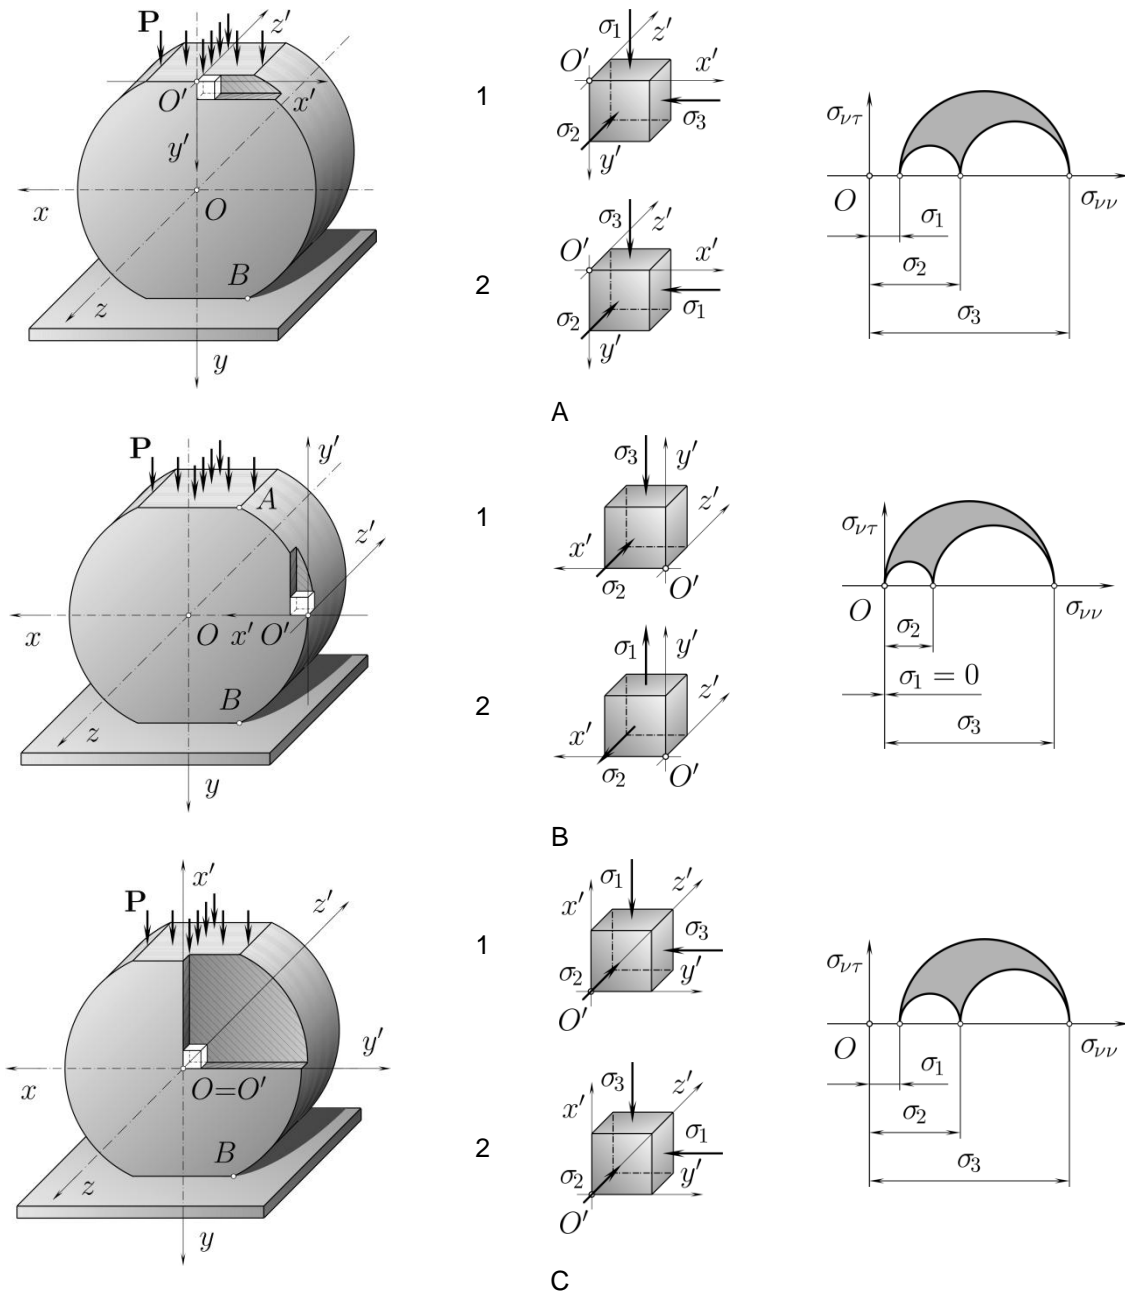 P
z′
O′
x′
y′
x
O
B
z
y
1
σ₁
z′
O′
x′
σ₂
σ₃
y′
2
σ₃
z′
O′
x′
σ₂
σ₁
y′
σντ
O
σνν
σ₁
σ₂
σ₃
A
P
y′
A
z′
x
O
x′
O′
B
z
y
1
σ₃
y′
z′
x′
σ₂
O′
2
σ₁
y′
z′
x′
σ₂
O′
σντ
O
σνν
σ₂
σ₁ = 0
σ₃
B
x′
P
z′
y′
x
O=O′
B
z
y
1
σ₁
z′
x′
σ₃
σ₂
y′
O′
2
σ₃
z′
x′
σ₁
σ₂
y′
O′
σντ
O
σνν
σ₁
σ₂
σ₃
C